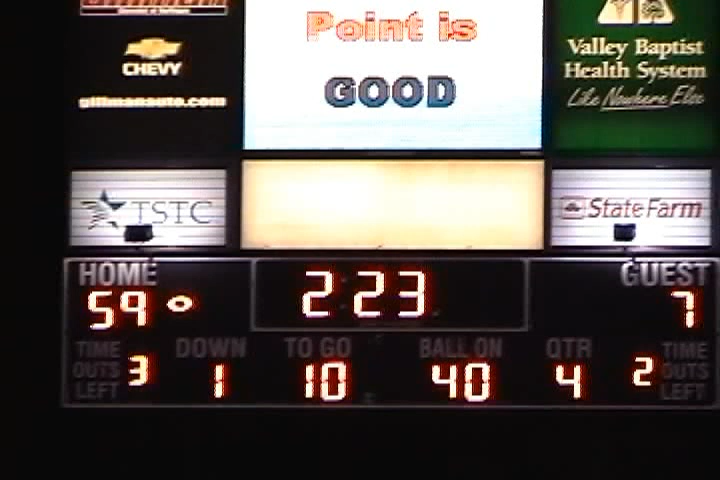 Point is
GOOD
CHEVY
gillmanauto.com
Valley Baptist
Health System
Like Nowhere Else
TSTC
State Farm
HOME
GUEST
59
2:23
7
TIME OUTS LEFT 3
DOWN 1
TO GO 10
BALL ON 40
QTR 4
2 TIME OUTS LEFT